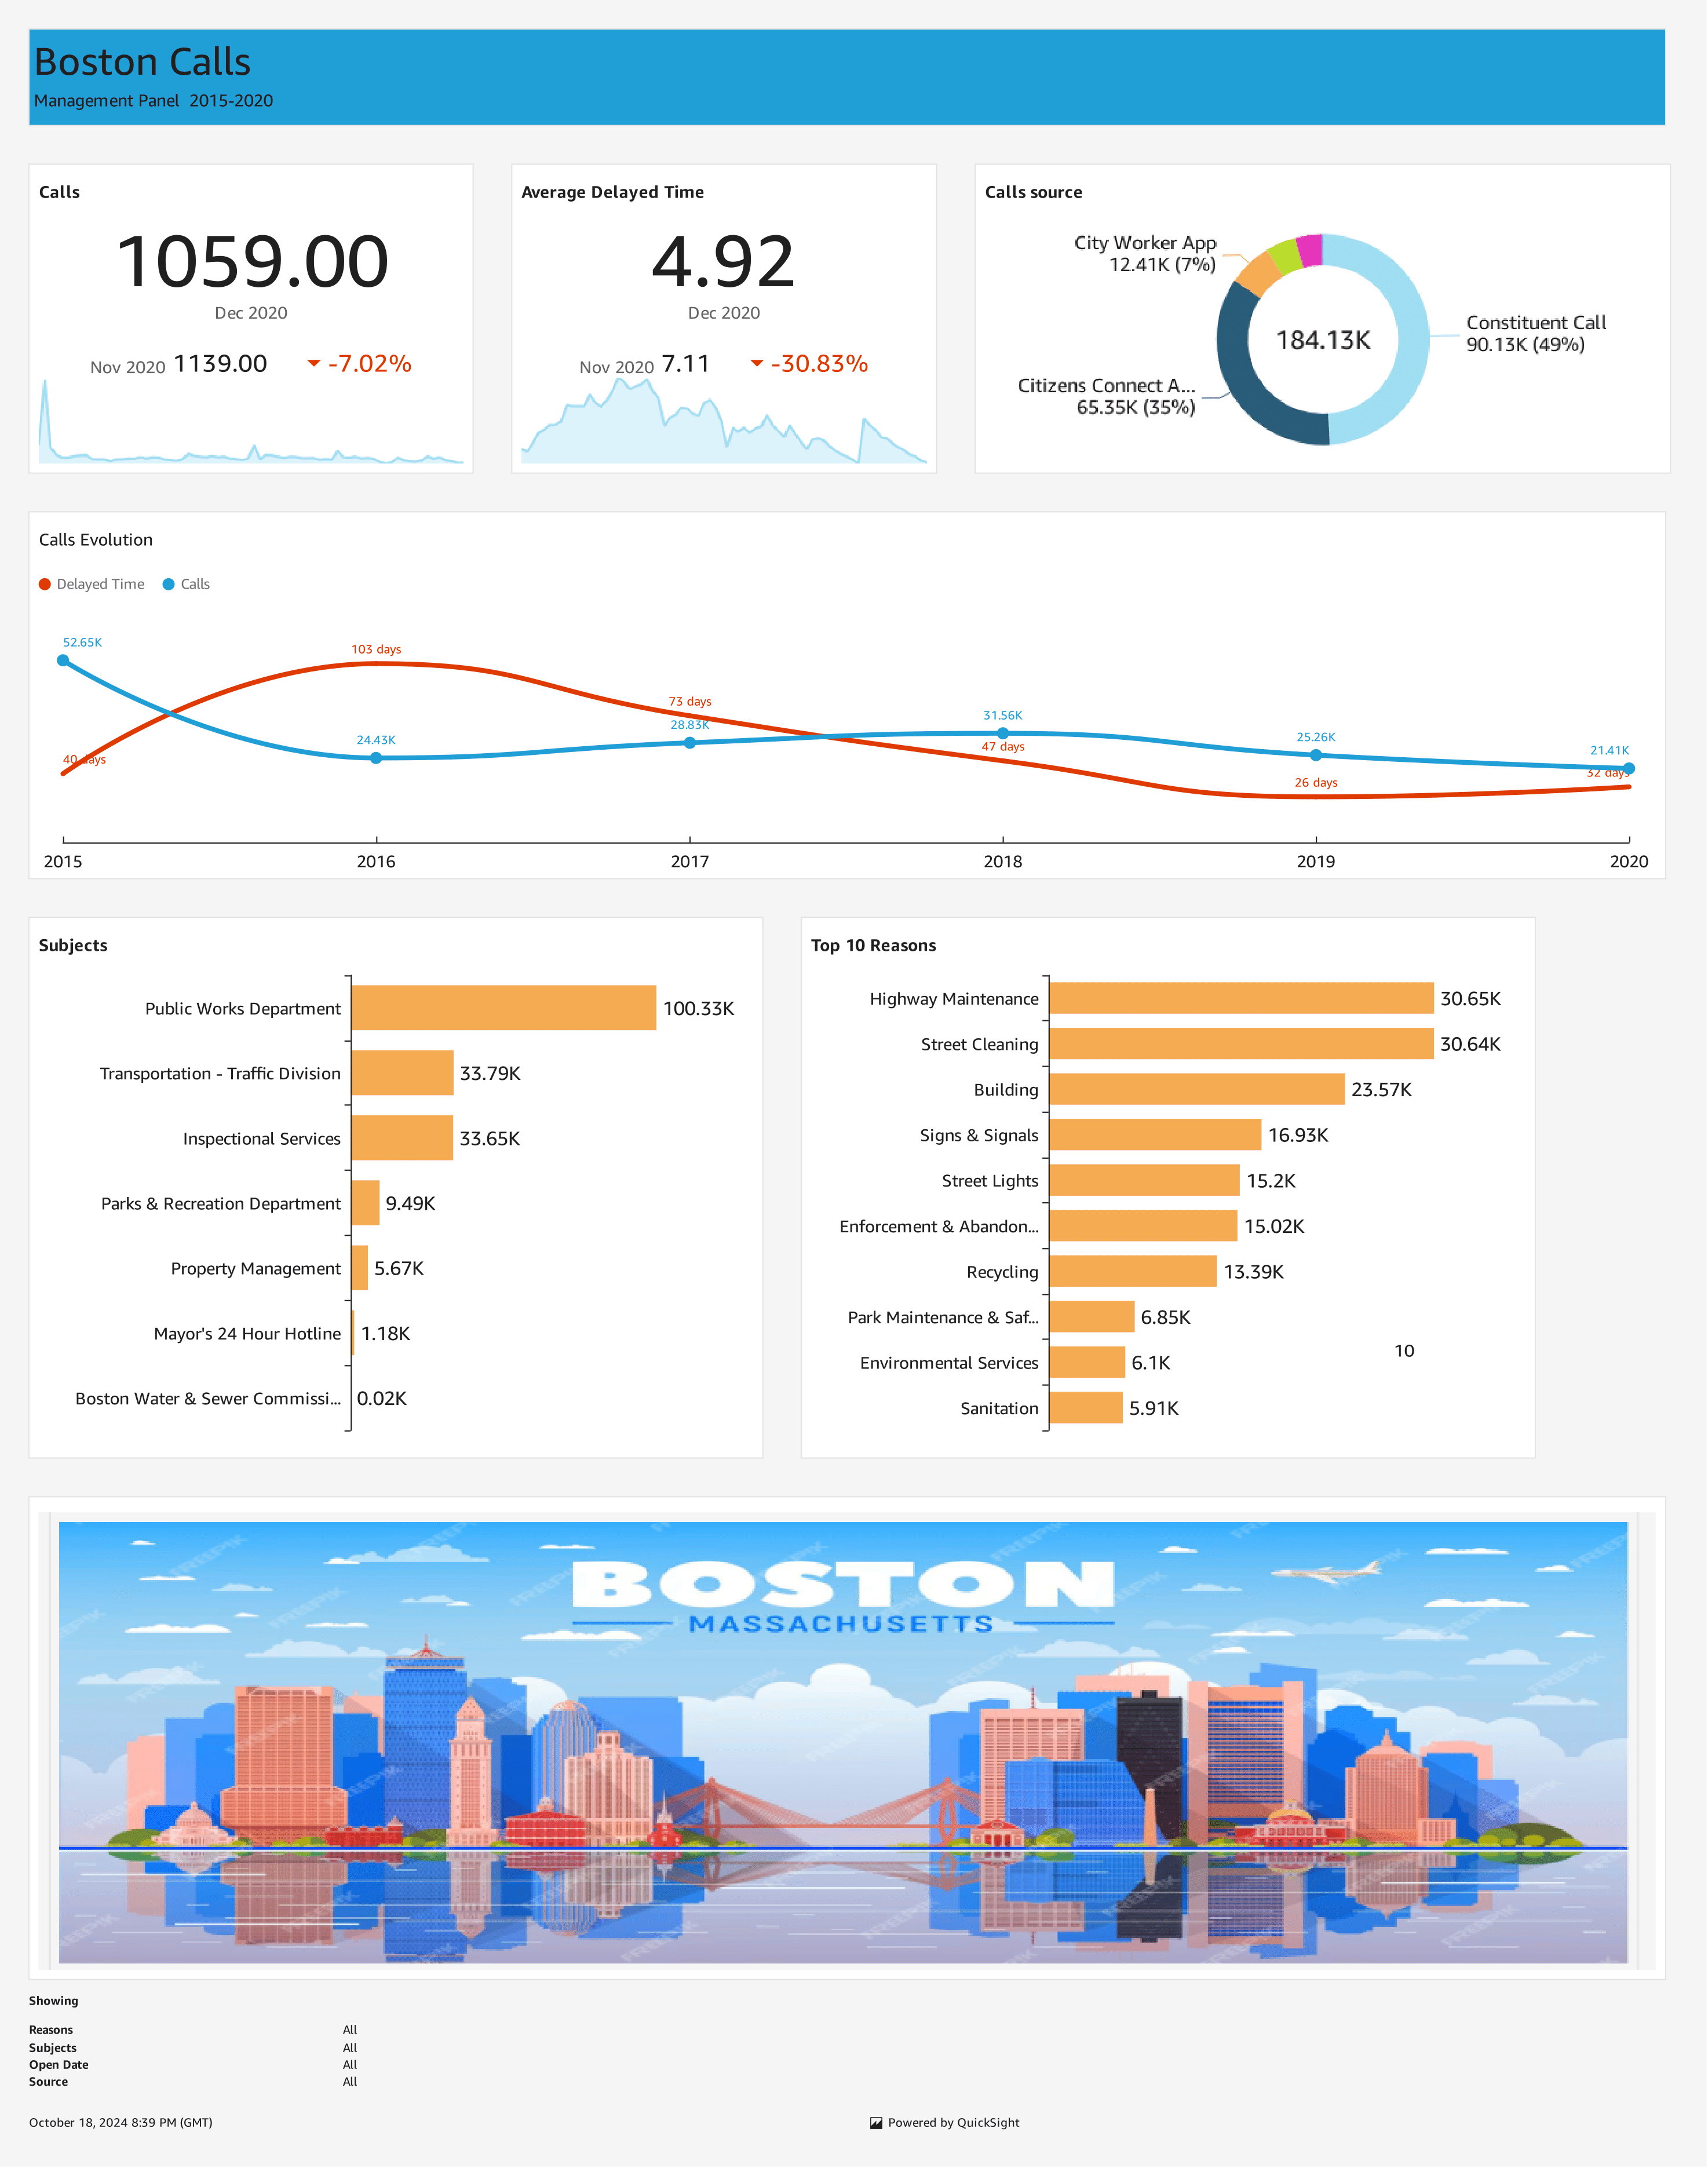 Boston Calls
Management Panel 2015-2020
Calls
1059.00
Dec 2020
Nov 2020 1139.00 -7.02%
Average Delayed Time
4.92
Dec 2020
Nov 2020 7.11 -30.83%
Calls source
City Worker App
12.41K (7%)
184.13K
Constituent Call
90.13K (49%)
Citizens Connect A...
65.35K (35%)
Calls Evolution
Delayed Time Calls
52.65K
103 days
73 days
28.83K
31.56K
24.43K
25.26K
21.41K
40 days
47 days
26 days
32 days
2015 2016 2017 2018 2019 2020
Subjects
Public Works Department 100.33K
Transportation - Traffic Division 33.79K
Inspectional Services 33.65K
Parks & Recreation Department 9.49K
Property Management 5.67K
Mayor's 24 Hour Hotline 1.18K
Boston Water & Sewer Commissi... 0.02K
Top 10 Reasons
Highway Maintenance 30.65K
Street Cleaning 30.64K
Building 23.57K
Signs & Signals 16.93K
Street Lights 15.2K
Enforcement & Abandon... 15.02K
Recycling 13.39K
Park Maintenance & Saf... 6.85K
10
Environmental Services 6.1K
Sanitation 5.91K
BOSTON
MASSACHUSETTS
FREEPIK
Showing
Reasons All
Subjects All
Open Date All
Source All
October 18, 2024 8:39 PM (GMT)
Powered by QuickSight